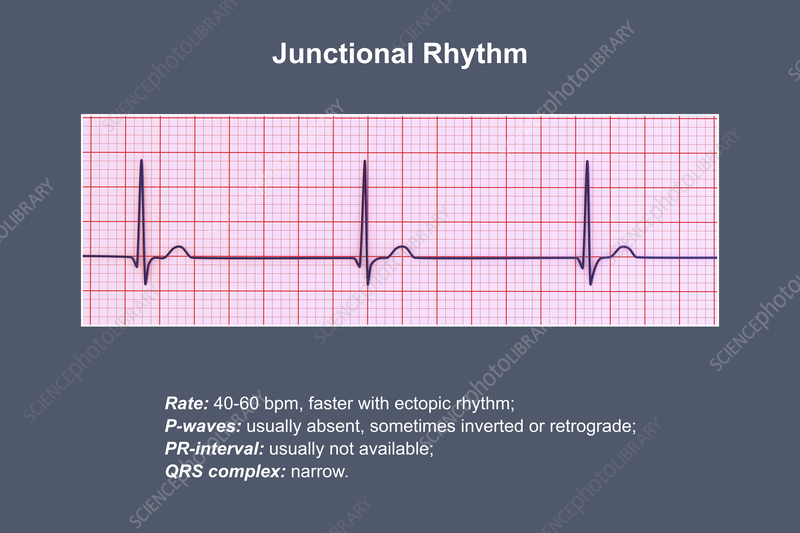 Junctional Rhythm
Rate: 40-60 bpm, faster with ectopic rhythm;
P-waves: usually absent, sometimes inverted or retrograde;
PR-interval: usually not available;
QRS complex: narrow.
SCIENCEphotoLIBRARY